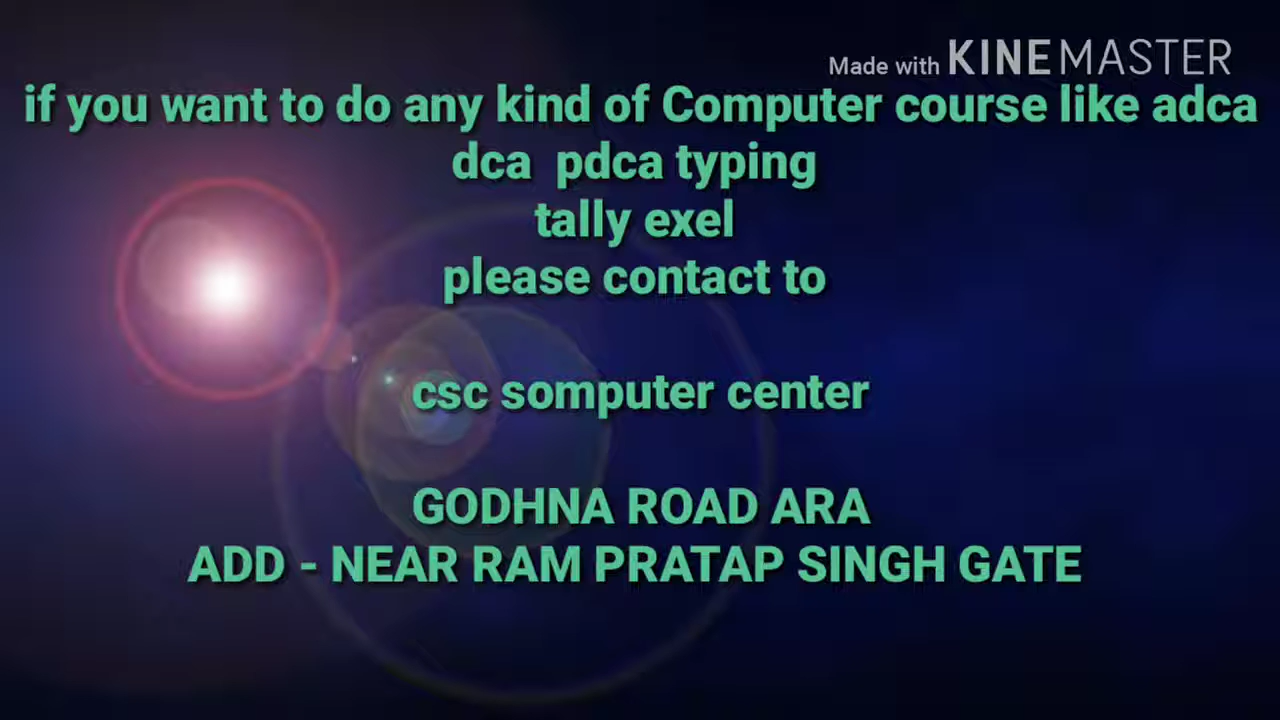 Made with KINEMASTER
if you want to do any kind of Computer course like adca
dca pdca typing
tally exel
please contact to
csc somputer center
GODHNA ROAD ARA
ADD - NEAR RAM PRATAP SINGH GATE